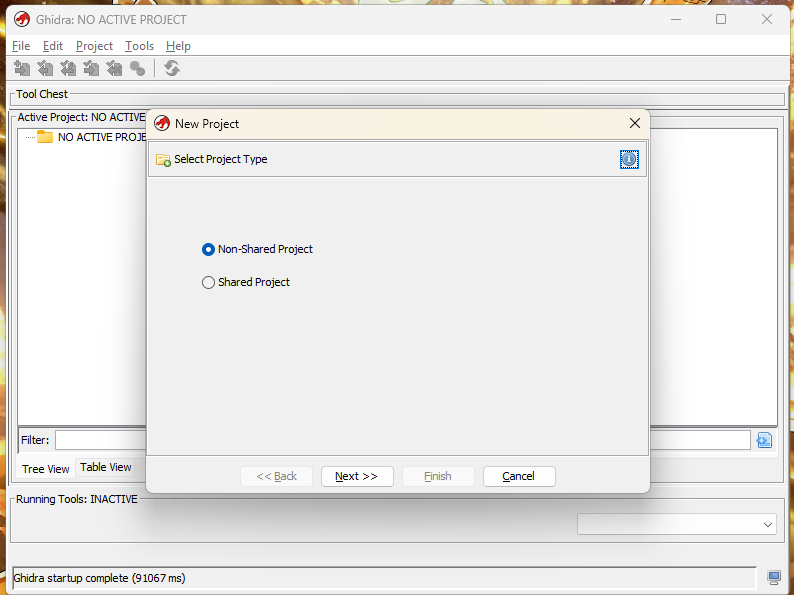 Ghidra: NO ACTIVE PROJECT
File Edit Project Tools Help
Tool Chest
Active Project: NO ACTIVE
NO ACTIVE PROJE
New Project
Select Project Type
Non-Shared Project
Shared Project
Filter:
Tree View Table View
<< Back Next >> Finish Cancel
Running Tools: INACTIVE
Ghidra startup complete (91067 ms)